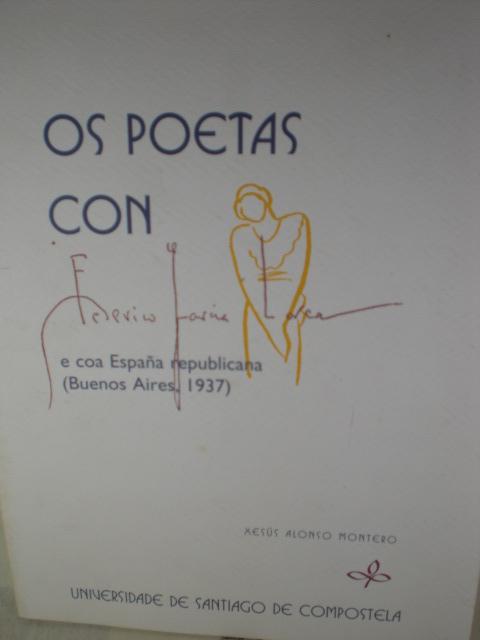 OS POETAS
CON
Federico García Lorca
e coa España republicana
(Buenos Aires, 1937)
XESÚS ALONSO MONTERO
UNIVERSIDADE DE SANTIAGO DE COMPOSTELA